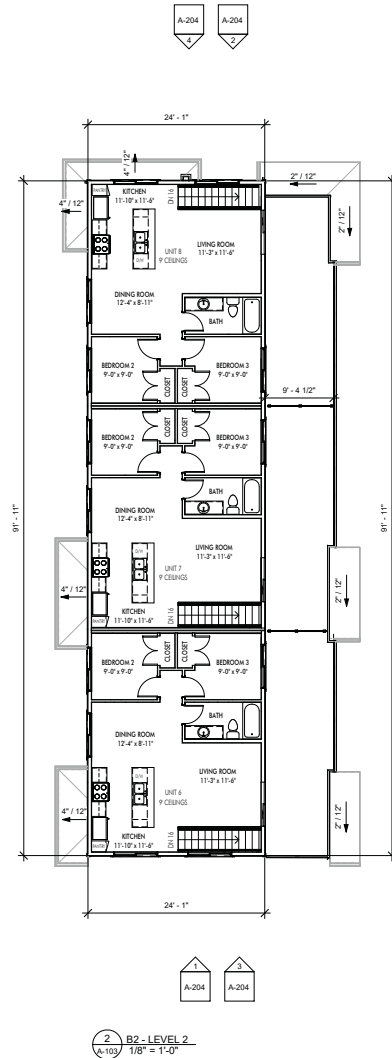 A-204
4
A-204
2
24' - 1"
4" / 12"
2" / 12"
4" / 12"
2" / 12"
KITCHEN
11'-10" x 11'-6"
DN 16
PANTRY
UNIT 8
9' CEILINGS
D/W
LIVING ROOM
11'-3" x 11'-6"
DINING ROOM
12'-4" x 8'-11"
BATH
BEDROOM 2
9'-0" x 9'-0"
CLOSET
CLOSET
BEDROOM 3
9'-0" x 9'-0"
9' - 4 1/2"
BEDROOM 2
9'-0" x 9'-0"
CLOSET
CLOSET
BEDROOM 3
9'-0" x 9'-0"
BATH
DINING ROOM
12'-4" x 8'-11"
91' - 11"
91' - 11"
D/W
LIVING ROOM
11'-3" x 11'-6"
UNIT 7
9' CEILINGS
4" / 12"
2" / 12"
PANTRY
KITCHEN
11'-10" x 11'-6"
DN 16
BEDROOM 2
9'-0" x 9'-0"
CLOSET
CLOSET
BEDROOM 3
9'-0" x 9'-0"
BATH
DINING ROOM
12'-4" x 8'-11"
D/W
LIVING ROOM
11'-3" x 11'-6"
UNIT 6
9' CEILINGS
4" / 12"
2" / 12"
PANTRY
KITCHEN
11'-10" x 11'-6"
DN 16
24' - 1"
1
A-204
3
A-204
2
A-103
B2 - LEVEL 2
1/8" = 1'-0"